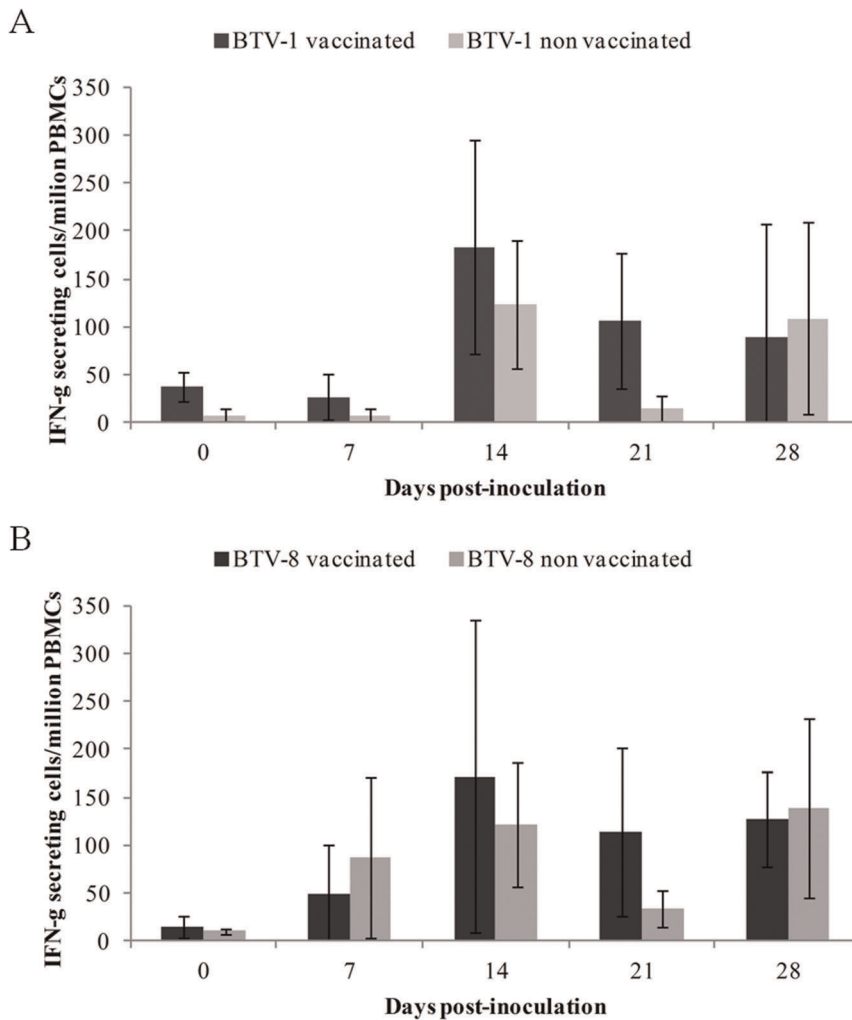 A
BTV-1 vaccinated BTV-1 non vaccinated
IFN-g secreting cells/milion PBMCs
350
300
250
200
150
100
50
0
0 7 14 21 28
Days post-inoculation
B
BTV-8 vaccinated BTV-8 non vaccinated
IFN-g secreting cells/million PBMCs
350
300
250
200
150
100
50
0
0 7 14 21 28
Days post-inoculation